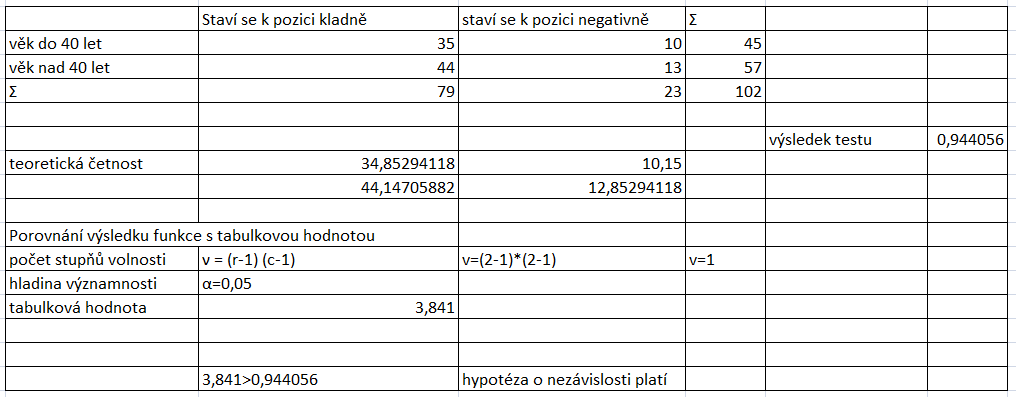 Staví se k pozici kladně staví se k pozici negativně Σ
věk do 40 let 35 10 45
věk nad 40 let 44 13 57
Σ 79 23 102
výsledek testu 0,944056
teoretická četnost 34,85294118 10,15
44,14705882 12,85294118
Porovnání výsledku funkce s tabulkovou hodnotou
počet stupňů volnosti v = (r-1) (c-1) v=(2-1)*(2-1) v=1
hladina významnosti α=0,05
tabulková hodnota 3,841
3,841>0,944056 hypotéza o nezávislosti platí